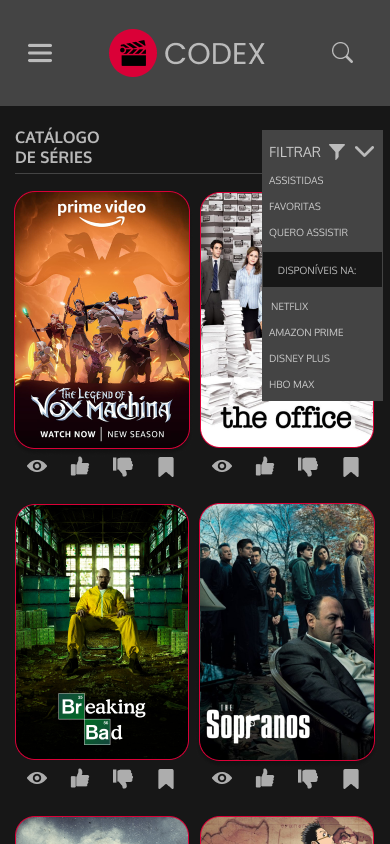 CODEX
CATÁLOGO
DE SÉRIES
FILTRAR
ASSISTIDAS
FAVORITAS
QUERO ASSISTIR
DISPONÍVEIS NA:
NETFLIX
AMAZON PRIME
DISNEY PLUS
HBO MAX
prime video
THE LEGEND OF
VOX MACHINA
WATCH NOW | NEW SEASON
the office
Breaking
Bad
THE
Sopranos